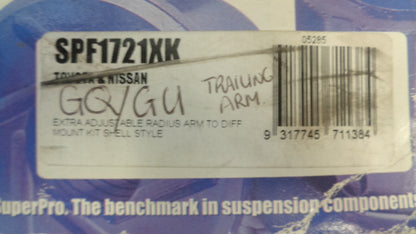 05285
SPF1721XK
TOYOTA & NISSAN
GQ/GU TRAILING
ARM.
EXTRA ADJUSTABLE RADIUS ARM TO DIFF
MOUNT KIT SHELL STYLE
9 317745 711384
SuperPro. The benchmark in suspension components